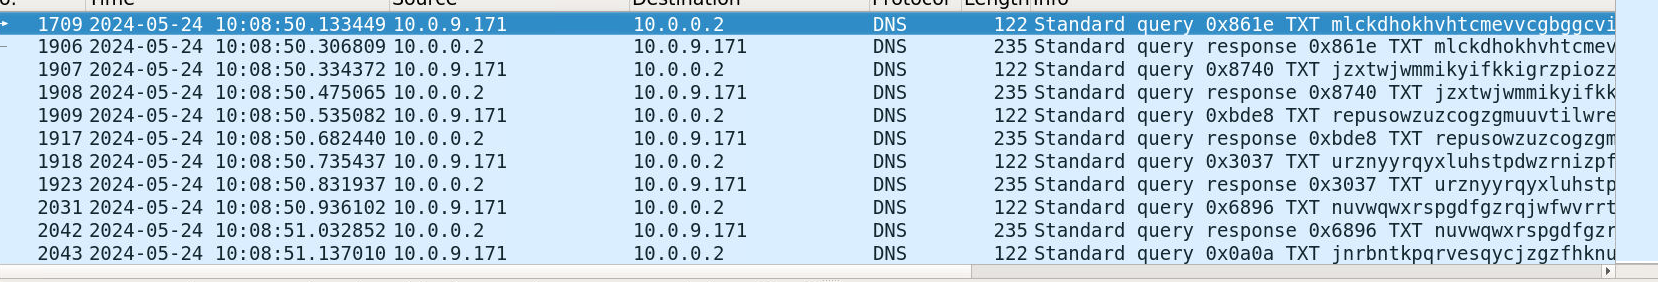 o. Time Source Destination Protocol Length Info
1709 2024-05-24 10:08:50.133449 10.0.9.171 10.0.0.2 DNS 122 Standard query 0x861e TXT mlckdhokhvhtcmevvcgbggcvi
1906 2024-05-24 10:08:50.306809 10.0.0.2 10.0.9.171 DNS 235 Standard query response 0x861e TXT mlckdhokhvhtcmev
1907 2024-05-24 10:08:50.334372 10.0.9.171 10.0.0.2 DNS 122 Standard query 0x8740 TXT jzxtwjwmmikyifkkigrzpiozz
1908 2024-05-24 10:08:50.475065 10.0.0.2 10.0.9.171 DNS 235 Standard query response 0x8740 TXT jzxtwjwmmikyifkk
1909 2024-05-24 10:08:50.535082 10.0.9.171 10.0.0.2 DNS 122 Standard query 0xbde8 TXT repusowzuzcogzgmuuvtilwre
1917 2024-05-24 10:08:50.682440 10.0.0.2 10.0.9.171 DNS 235 Standard query response 0xbde8 TXT repusowzuzcogzgm
1918 2024-05-24 10:08:50.735437 10.0.9.171 10.0.0.2 DNS 122 Standard query 0x3037 TXT urznyyrqyxluhstpdwzrnizpf
1923 2024-05-24 10:08:50.831937 10.0.0.2 10.0.9.171 DNS 235 Standard query response 0x3037 TXT urznyyrqyxluhstp
2031 2024-05-24 10:08:50.936102 10.0.9.171 10.0.0.2 DNS 122 Standard query 0x6896 TXT nuvwqwxrspgdfgzrqjwfwvrrt
2042 2024-05-24 10:08:51.032852 10.0.0.2 10.0.9.171 DNS 235 Standard query response 0x6896 TXT nuvwqwxrspgdfgzr
2043 2024-05-24 10:08:51.137010 10.0.9.171 10.0.0.2 DNS 122 Standard query 0x0a0a TXT jnrbntkpqrvesqycjzgzfhknu